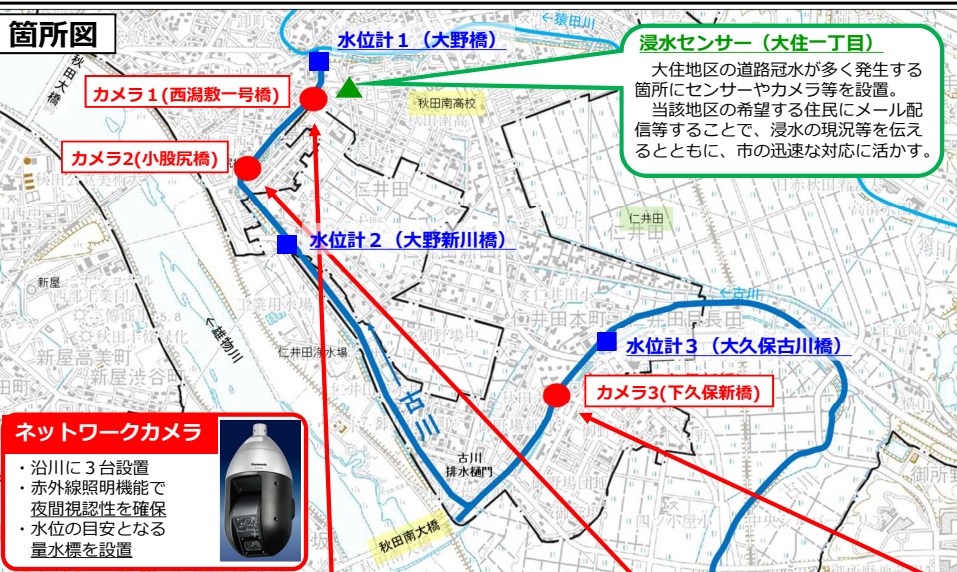 箇所図
←猿田川
水位計１（大野橋）
秋田大橋
カメラ１(西潟敷一号橋)
秋田南高校
浸水センサー（大住一丁目）
大住地区の道路冠水が多く発生する
箇所にセンサーやカメラ等を設置。
当該地区の希望する住民にメール配
信等することで、浸水の現況等を伝え
るとともに、市の迅速な対応に活かす。
カメラ2(小股尻橋)
仁井田
仁井田
水位計２（大野新川橋）
新屋
←古川
←雄物川
仁井田浄水場
新屋高美町
水位計３（大久保古川橋）
カメラ3(下久保新橋)
←古川
古川
排水樋門
秋田南大橋
ネットワークカメラ
・沿川に３台設置
・赤外線照明機能で
夜間視認性を確保
・水位の目安となる
量水標を設置
Panasonic